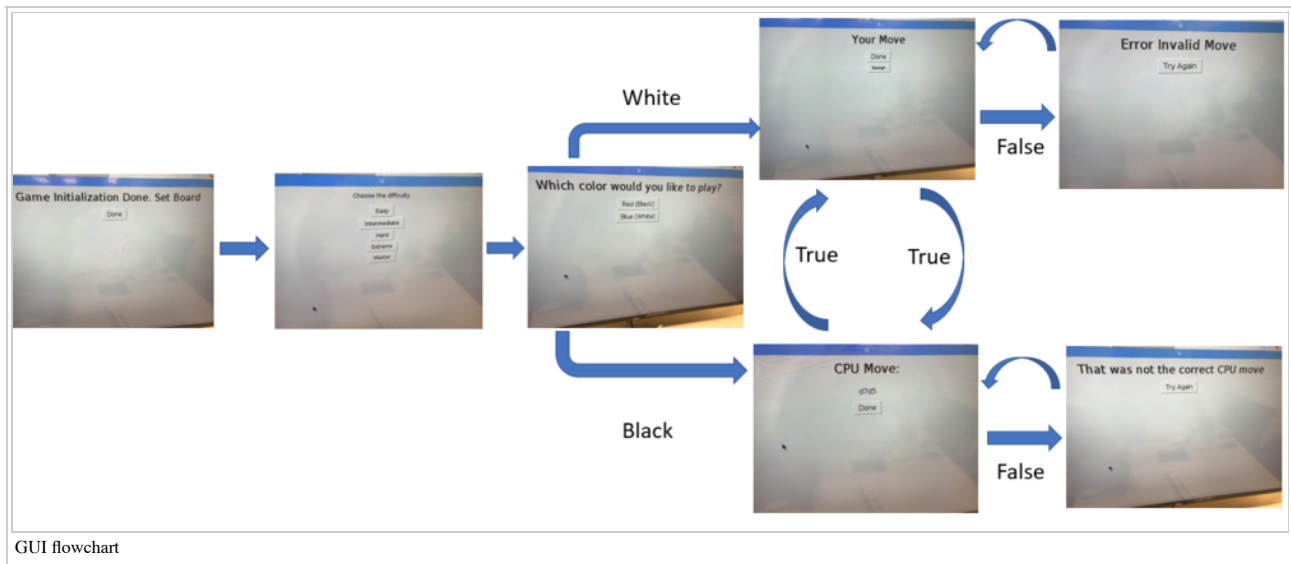 Game Initialization Done. Set Board
Done
Choose the difficulty
Easy
Intermediate
Hard
Extreme
Master
Which color would you like to play?
Red (Black)
Blue (White)
White
Black
Your Move
Done
Resign
False
Error Invalid Move
Try Again
True
True
CPU Move:
d7d5
Done
False
That was not the correct CPU move
Try Again
GUI flowchart